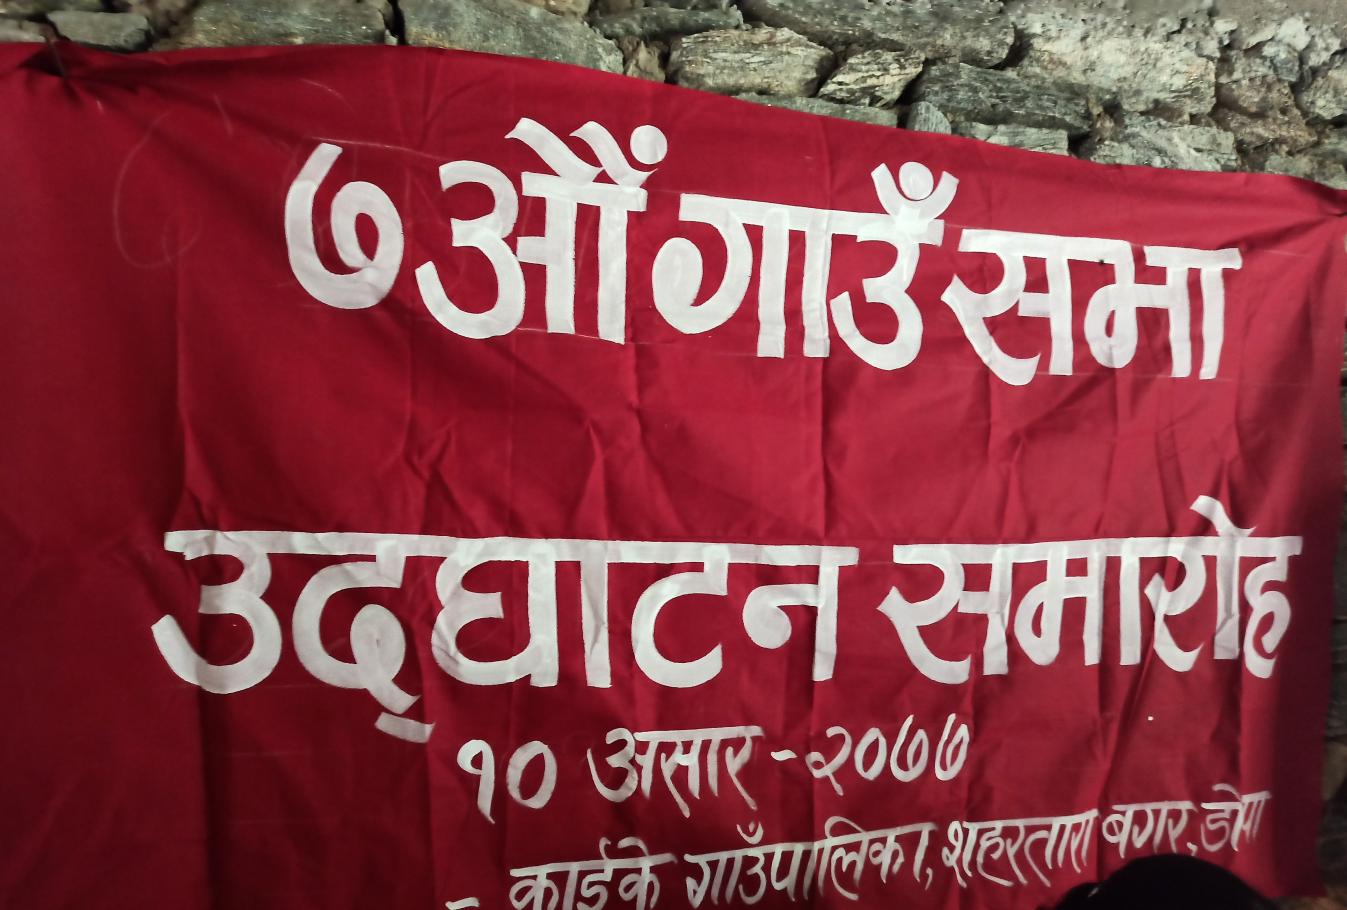 ७औौं गाउँ सभा
उद्घाटन समारोह
१० असार - २०७७
- काईके गाउँपालिका, शहरतारा बगर, डोपा